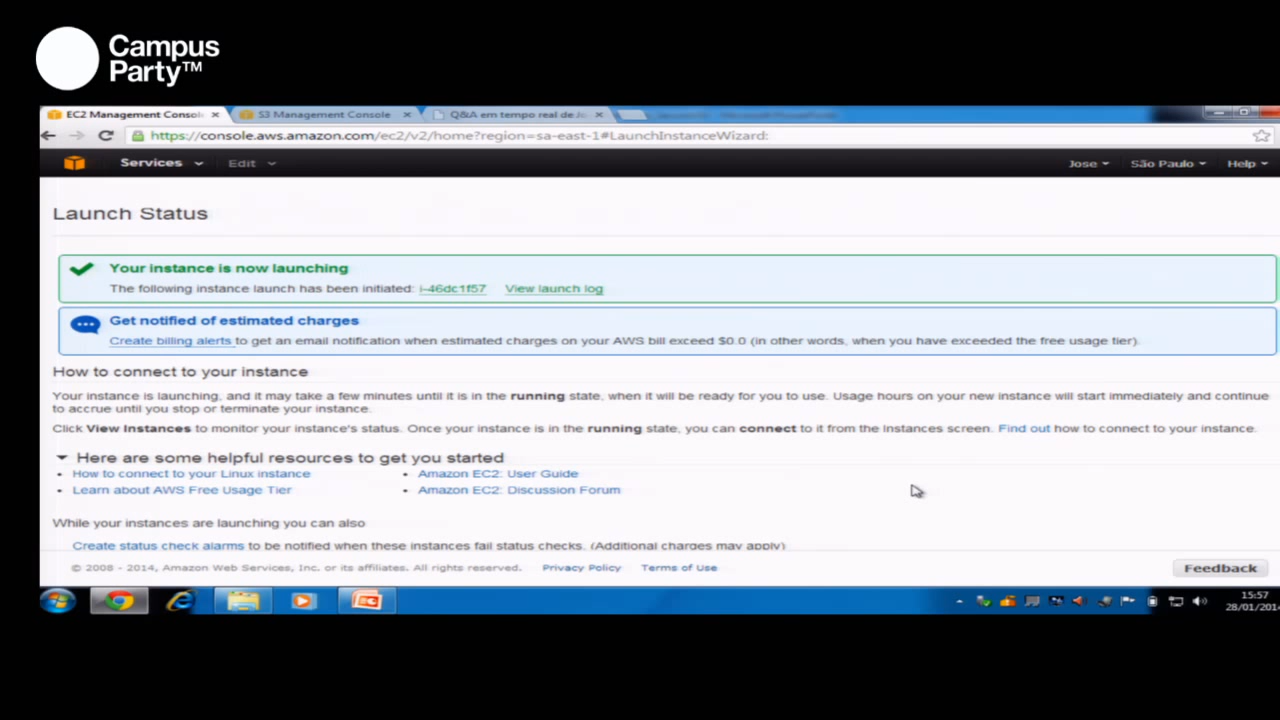 Campus
Party™
EC2 Management Consol
S3 Management Console
Q&A em tempo real de Jo
https://console.aws.amazon.com/ec2/v2/home?region=sa-east-1#LaunchInstanceWizard:
Services Edit Jose São Paulo Help
Launch Status
Your instance is now launching
The following instance launch has been initiated: i-46dc1f57 View launch log
Get notified of estimated charges
Create billing alerts to get an email notification when estimated charges on your AWS bill exceed $0.0 (in other words, when you have exceeded the free usage tier).
How to connect to your instance
Your instance is launching, and it may take a few minutes until it is in the running state, when it will be ready for you to use. Usage hours on your new instance will start immediately and continue
to accrue until you stop or terminate your instance.
Click View Instances to monitor your instance's status. Once your instance is in the running state, you can connect to it from the Instances screen. Find out how to connect to your instance.
Here are some helpful resources to get you started
• How to connect to your Linux instance • Amazon EC2: User Guide
• Learn about AWS Free Usage Tier • Amazon EC2: Discussion Forum
While your instances are launching you can also
Create status check alarms to be notified when these instances fail status checks. (Additional charges may apply)
© 2008 - 2014, Amazon Web Services, Inc. or its affiliates. All rights reserved. Privacy Policy Terms of Use Feedback
15:57
28/01/2014